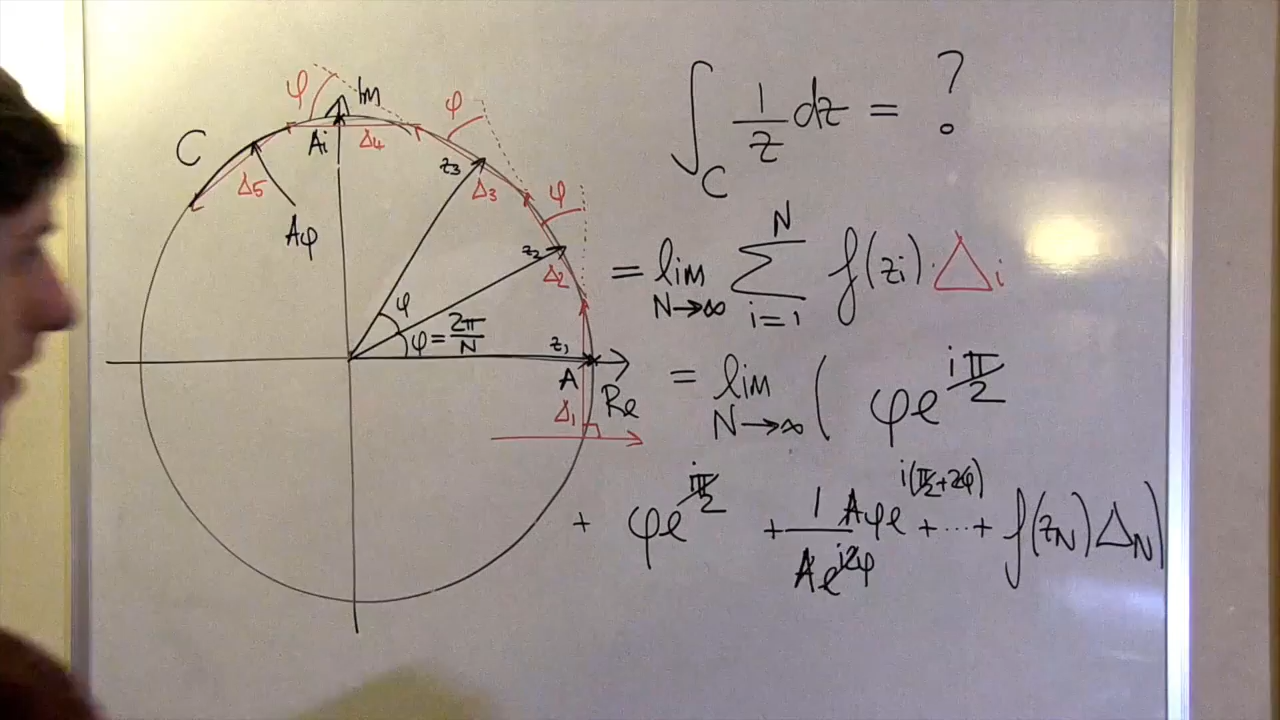 φ
Im
φ
C
Ai
Δ4
z3
Δ5
Δ3
φ
Aφ
z2
Δ2
φ
φ = 2π/N
z1
A
Δ1
Re
∫_C 1/z dz = ?
= lim N→∞ Σ i=1 N f(zi) · Δi
= lim N→∞ ( φe^{iπ/2}
+ φe^{iπ/2} + 1/(Ae^{i2φ}) Aφe^{i(π/2+2φ)} + ... + f(zN) ΔN )